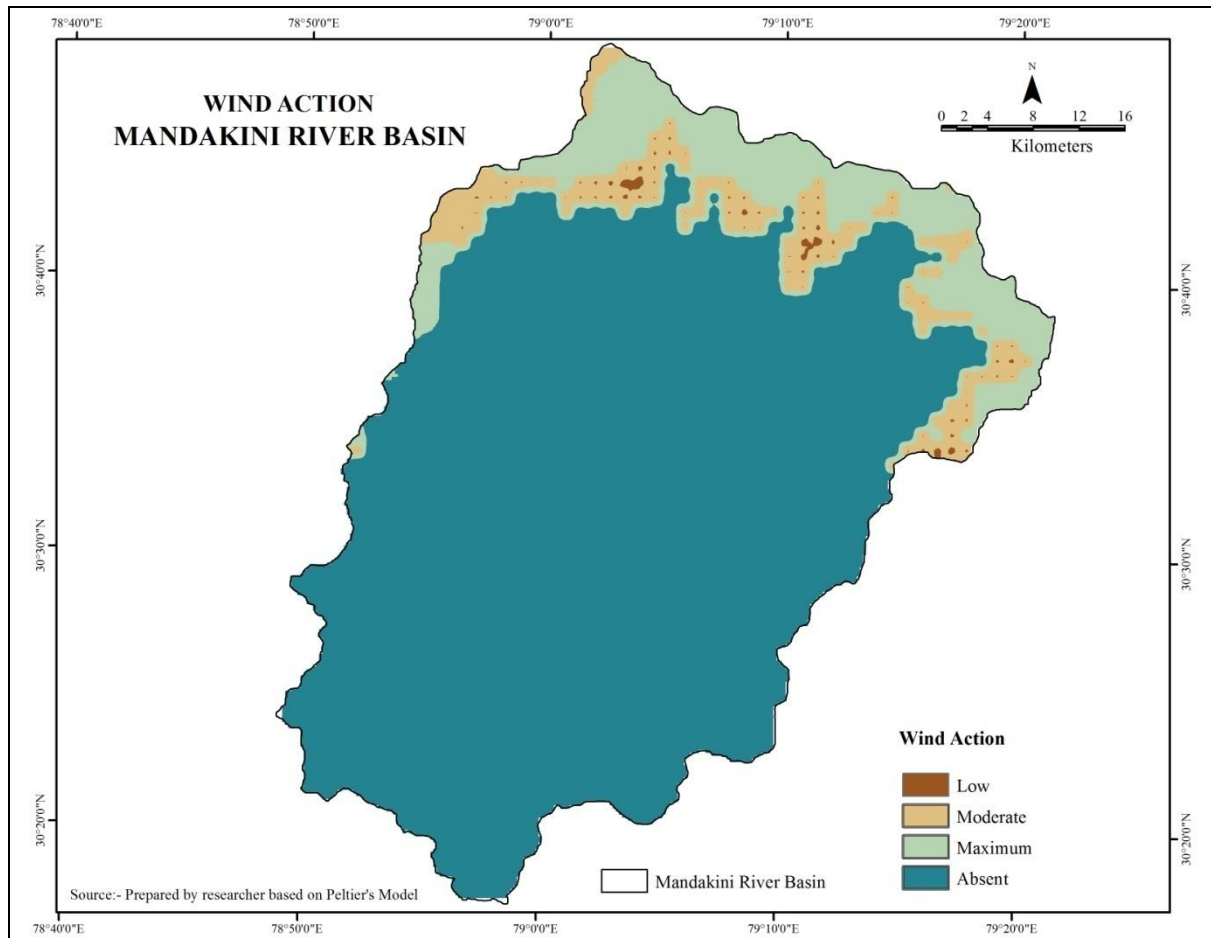 78°40'0"E 78°50'0"E 79°0'0"E 79°10'0"E 79°20'0"E
WIND ACTION
MANDAKINI RIVER BASIN
N
0 2 4 8 12 16
Kilometers
30°40'0"N
30°40'0"N
30°30'0"N
30°30'0"N
30°20'0"N
30°20'0"N
Wind Action
Low
Moderate
Maximum
Absent
Mandakini River Basin
Source:- Prepared by researcher based on Peltier's Model
78°40'0"E 78°50'0"E 79°0'0"E 79°10'0"E 79°20'0"E